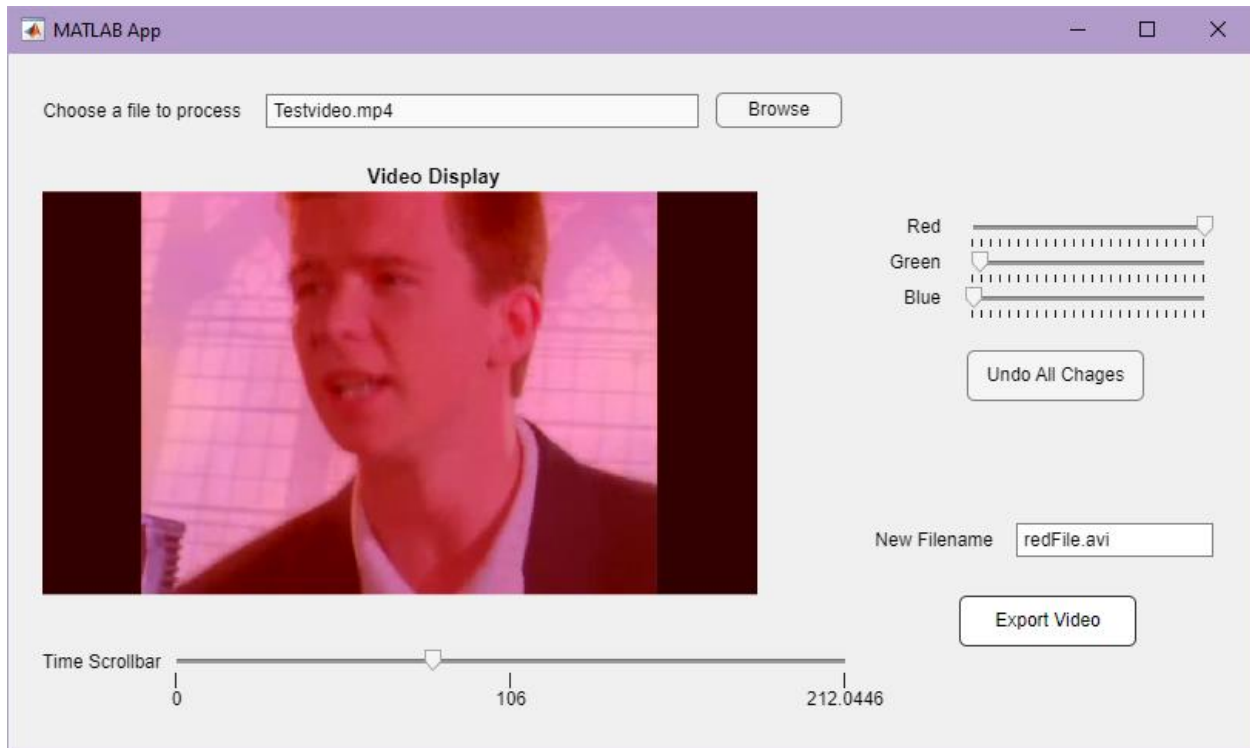 MATLAB App
Choose a file to process Testvideo.mp4 Browse
Video Display
Red
Green
Blue
Undo All Chages
New Filename redFile.avi
Export Video
Time Scrollbar
0 106 212.0446